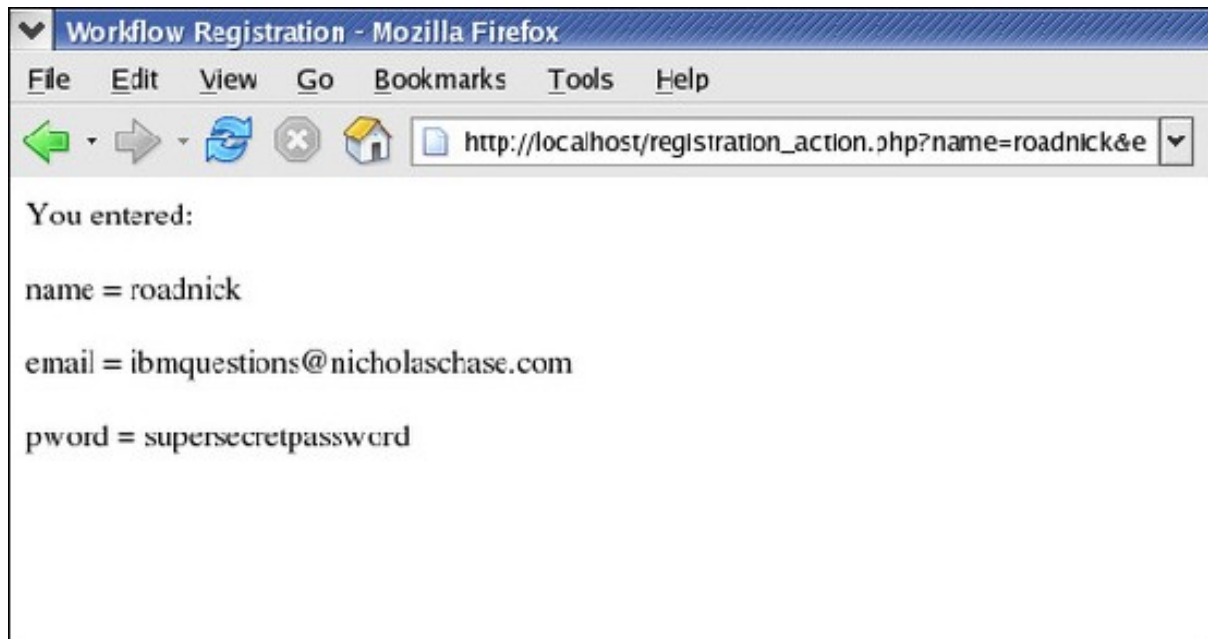 Workflow Registration - Mozilla Firefox
File Edit View Go Bookmarks Tools Help
http://localhost/registration_action.php?name=roadnick&e
You entered:
name = roadnick
email = ibmquestions@nicholaschase.com
pword = supersecretpassword